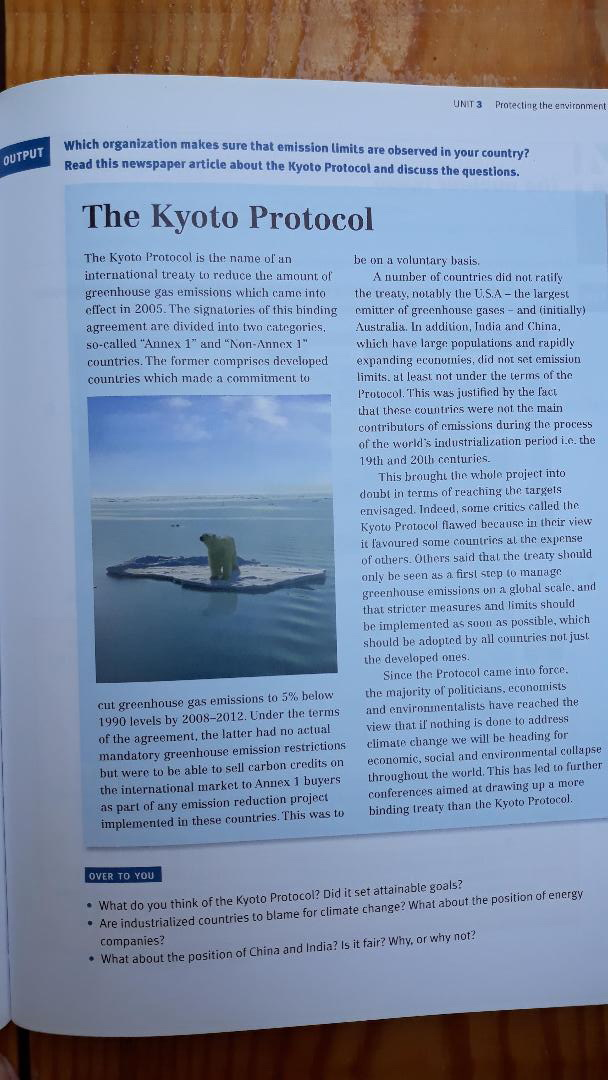 UNIT 3 Protecting the environment
OUTPUT
Which organization makes sure that emission limits are observed in your country?
Read this newspaper article about the Kyoto Protocol and discuss the questions.
The Kyoto Protocol
The Kyoto Protocol is the name of an
international treaty to reduce the amount of
greenhouse gas emissions which came into
effect in 2005. The signatories of this binding
agreement are divided into two categories,
so-called “Annex 1” and “Non-Annex 1”
countries. The former comprises developed
countries which made a commitment to
cut greenhouse gas emissions to 5% below
1990 levels by 2008–2012. Under the terms
of the agreement, the latter had no actual
mandatory greenhouse emission restrictions
but were to be able to sell carbon credits on
the international market to Annex 1 buyers
as part of any emission reduction project
implemented in these countries. This was to
be on a voluntary basis.
A number of countries did not ratify
the treaty, notably the U.S.A – the largest
emitter of greenhouse gases – and (initially)
Australia. In addition, India and China,
which have large populations and rapidly
expanding economies, did not set emission
limits, at least not under the terms of the
Protocol. This was justified by the fact
that these countries were not the main
contributors of emissions during the process
of the world's industrialization period i.e. the
19th and 20th centuries.
This brought the whole project into
doubt in terms of reaching the targets
envisaged. Indeed, some critics called the
Kyoto Protocol flawed because in their view
it favoured some countries at the expense
of others. Others said that the treaty should
only be seen as a first step to manage
greenhouse emissions on a global scale, and
that stricter measures and limits should
be implemented as soon as possible, which
should be adopted by all countries not just
the developed ones.
Since the Protocol came into force,
the majority of politicians, economists
and environmentalists have reached the
view that if nothing is done to address
climate change we will be heading for
economic, social and environmental collapse
throughout the world. This has led to further
conferences aimed at drawing up a more
binding treaty than the Kyoto Protocol.
OVER TO YOU
• What do you think of the Kyoto Protocol? Did it set attainable goals?
• Are industrialized countries to blame for climate change? What about the position of energy
companies?
• What about the position of China and India? Is it fair? Why, or why not?